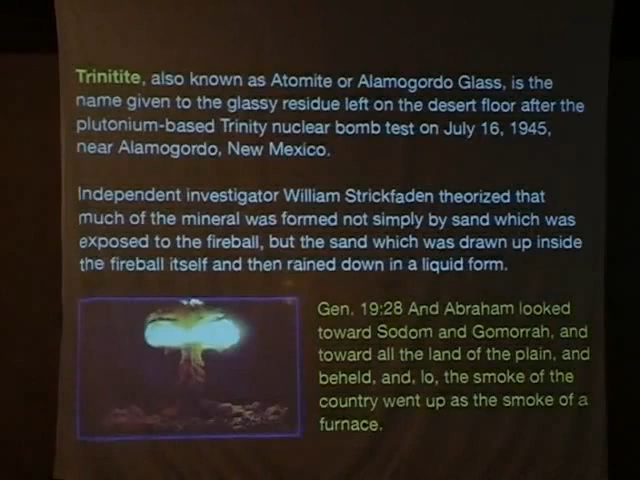 Trinitite, also known as Atomite or Alamogordo Glass, is the
name given to the glassy residue left on the desert floor after the
plutonium-based Trinity nuclear bomb test on July 16, 1945,
near Alamogordo, New Mexico.
Independent investigator William Strickfaden theorized that
much of the mineral was formed not simply by sand which was
exposed to the fireball, but the sand which was drawn up inside
the fireball itself and then rained down in a liquid form.
Gen. 19:28 And Abraham looked
toward Sodom and Gomorrah, and
toward all the land of the plain, and
beheld, and, lo, the smoke of the
country went up as the smoke of a
furnace.